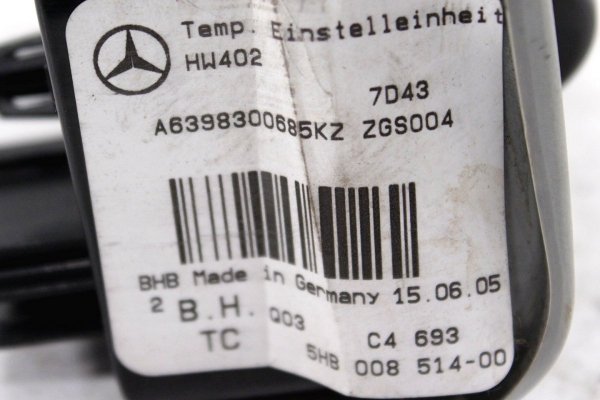 Temp. Einstelleinheit
HW402
7D43
A6398300685KZ ZGS004
BHB Made in Germany 15.06.05
2 B.H. Q03
TC C4 693
5HB 008 514-00